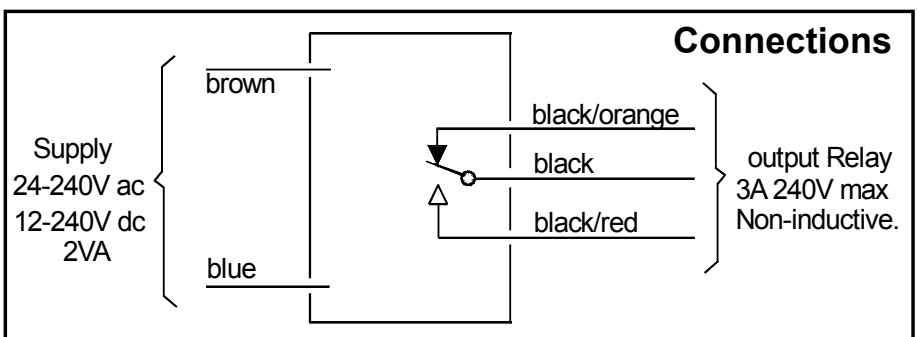 Connections
brown
Supply
24-240V ac
12-240V dc
2VA
blue
black/orange
black
black/red
output Relay
3A 240V max
Non-inductive.